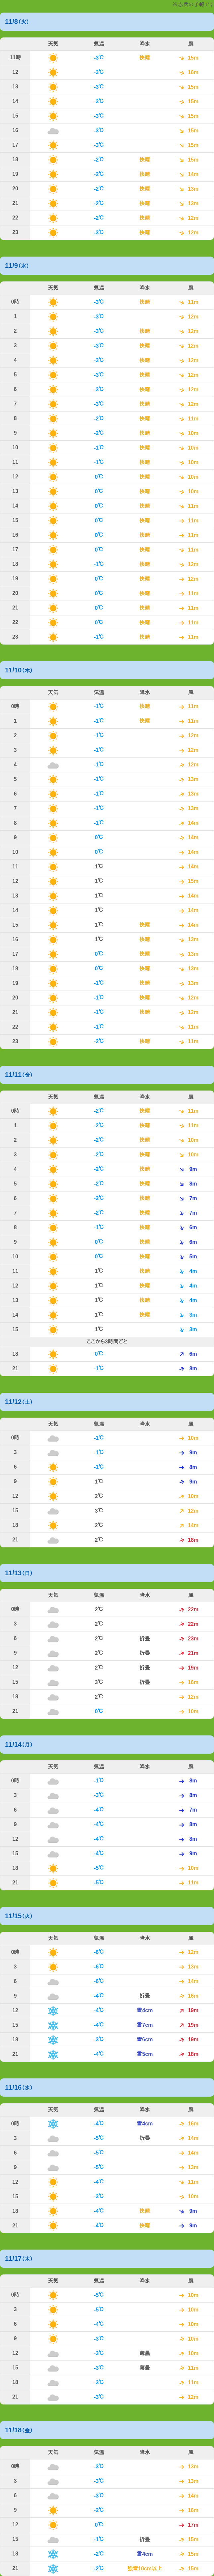 11/8（火）
天気 気温 降水 風
11時 -3℃ 快晴 15m
12 -3℃ 16m
13 -3℃ 15m
14 -3℃ 15m
15 -3℃ 15m
16 -3℃ 15m
17 -3℃ 15m
18 -2℃ 快晴 15m
19 -2℃ 快晴 14m
20 -2℃ 快晴 13m
21 -2℃ 快晴 13m
22 -2℃ 快晴 12m
23 -3℃ 快晴 12m
11/9（水）
天気 気温 降水 風
0時 -3℃ 快晴 11m
1 -3℃ 12m
2 -3℃ 快晴 12m
3 -3℃ 快晴 12m
4 -3℃ 快晴 12m
5 -3℃ 快晴 12m
6 -3℃ 快晴 12m
7 -3℃ 快晴 12m
8 -2℃ 快晴 11m
9 -2℃ 快晴 10m
10 -1℃ 快晴 10m
11 -1℃ 快晴 10m
12 0℃ 快晴 10m
13 0℃ 快晴 10m
14 0℃ 快晴 11m
15 0℃ 快晴 11m
16 0℃ 快晴 11m
17 0℃ 快晴 11m
18 -1℃ 快晴 12m
19 0℃ 快晴 12m
20 0℃ 快晴 11m
21 0℃ 快晴 11m
22 0℃ 快晴 11m
23 -1℃ 快晴 11m
11/10（木）
天気 気温 降水 風
0時 -1℃ 快晴 11m
1 -1℃ 快晴 11m
2 -1℃ 12m
3 -1℃ 12m
4 -1℃ 12m
5 -1℃ 13m
6 -1℃ 13m
7 -1℃ 13m
8 -1℃ 14m
9 0℃ 14m
10 0℃ 14m
11 1℃ 14m
12 1℃ 15m
13 1℃ 14m
14 1℃ 14m
15 1℃ 快晴 14m
16 1℃ 快晴 13m
17 0℃ 快晴 13m
18 0℃ 快晴 13m
19 -1℃ 快晴 13m
20 -1℃ 快晴 12m
21 -1℃ 快晴 12m
22 -1℃ 11m
23 -2℃ 快晴 11m
11/11（金）
天気 気温 降水 風
0時 -2℃ 快晴 11m
1 -2℃ 快晴 11m
2 -2℃ 快晴 10m
3 -2℃ 快晴 10m
4 -2℃ 快晴 9m
5 -2℃ 快晴 8m
6 -2℃ 快晴 7m
7 -2℃ 快晴 7m
8 -1℃ 快晴 6m
9 0℃ 快晴 6m
10 0℃ 快晴 5m
11 1℃ 快晴 4m
12 1℃ 快晴 4m
13 1℃ 快晴 4m
14 1℃ 快晴 3m
15 1℃ 3m
ここから3時間ごと
18 0℃ 6m
21 -1℃ 8m
11/12（土）
天気 気温 降水 風
0時 -1℃ 10m
3 -1℃ 9m
6 -1℃ 8m
9 1℃ 9m
12 2℃ 10m
15 3℃ 12m
18 2℃ 14m
21 2℃ 18m
11/13（日）
天気 気温 降水 風
0時 2℃ 22m
3 2℃ 22m
6 2℃ 折曇 23m
9 2℃ 折曇 21m
12 2℃ 折曇 19m
15 3℃ 折曇 16m
18 2℃ 12m
21 0℃ 10m
11/14（月）
天気 気温 降水 風
0時 -1℃ 8m
3 -3℃ 8m
6 -4℃ 7m
9 -4℃ 8m
12 -4℃ 8m
15 -4℃ 9m
18 -5℃ 10m
21 -5℃ 11m
11/15（火）
天気 気温 降水 風
0時 -6℃ 12m
3 -6℃ 13m
6 -6℃ 14m
9 -4℃ 折曇 16m
12 -4℃ 雪4cm 19m
15 -4℃ 雪7cm 19m
18 -3℃ 雪6cm 19m
21 -4℃ 雪5cm 18m
11/16（水）
天気 気温 降水 風
0時 -4℃ 雪4cm 16m
3 -5℃ 折曇 14m
6 -5℃ 14m
9 -5℃ 13m
12 -4℃ 11m
15 -3℃ 10m
18 -4℃ 快晴 9m
21 -4℃ 快晴 9m
11/17（木）
天気 気温 降水 風
0時 -5℃ 10m
3 -5℃ 10m
6 -4℃ 10m
9 -3℃ 10m
12 -3℃ 薄曇 10m
15 -3℃ 薄曇 11m
18 -3℃ 11m
21 -3℃ 12m
11/18（金）
天気 気温 降水 風
0時 -3℃ 13m
3 -3℃ 13m
6 -3℃ 14m
9 -2℃ 16m
12 0℃ 17m
15 -1℃ 折曇 15m
18 -2℃ 雪4cm 15m
21 -2℃ 15m